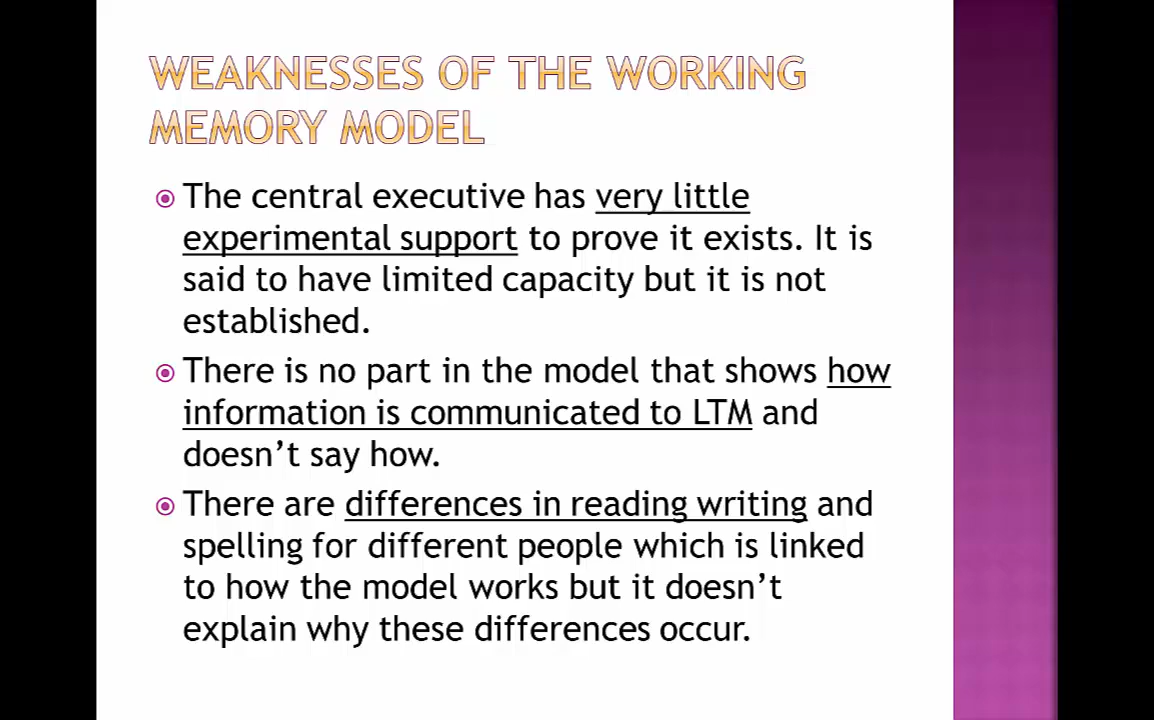 WEAKNESSES OF THE WORKING
MEMORY MODEL
The central executive has very little
experimental support to prove it exists. It is
said to have limited capacity but it is not
established.
There is no part in the model that shows how
information is communicated to LTM and
doesn't say how.
There are differences in reading writing and
spelling for different people which is linked
to how the model works but it doesn't
explain why these differences occur.